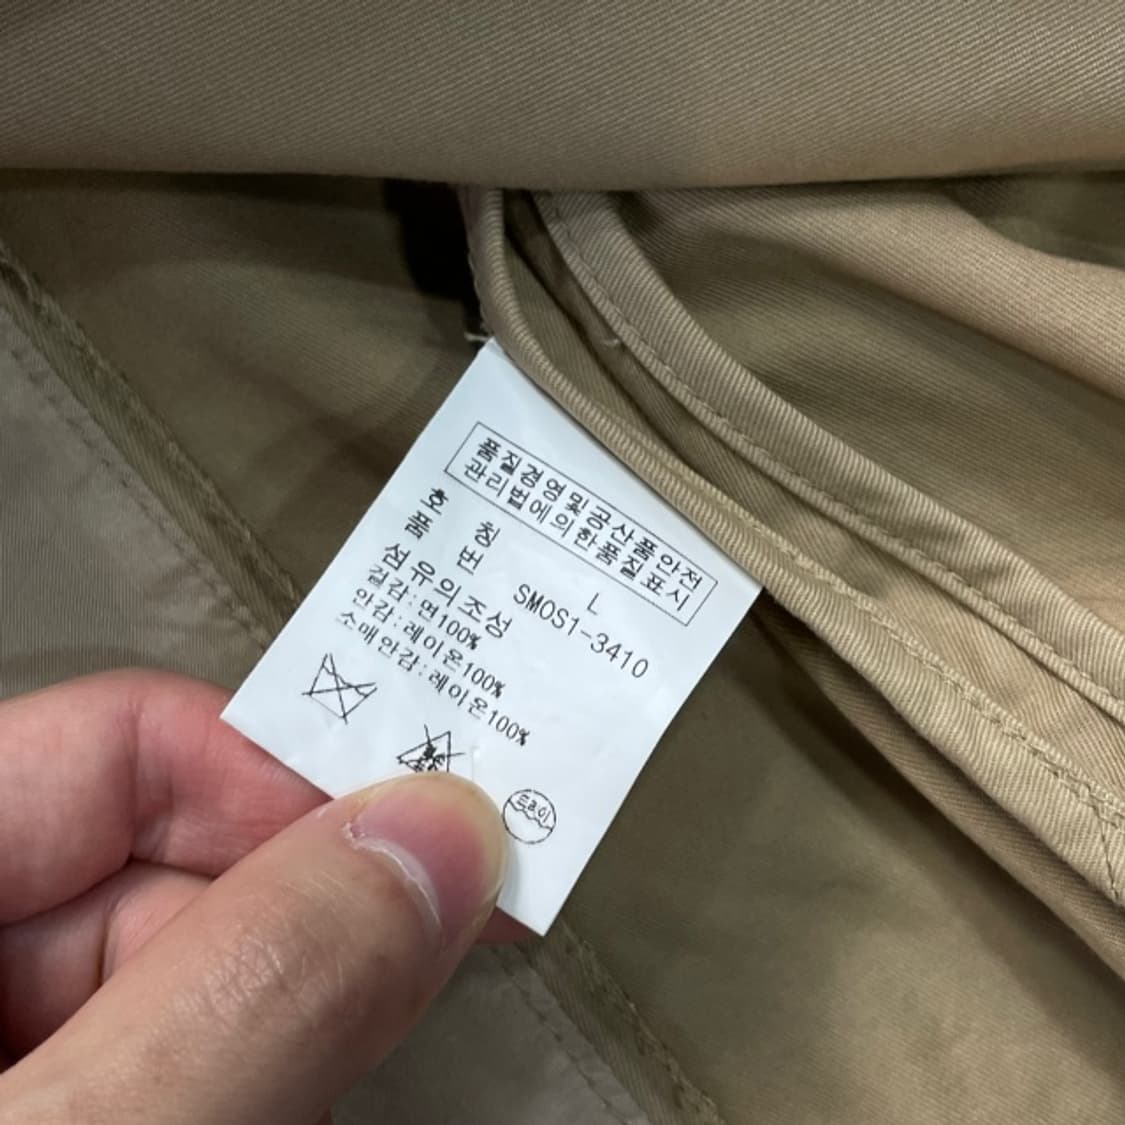 품질경영및공산품안전
관리법에의한품질표시
호 칭 L
품 번 SMOS1-3410
섬유의조성
겉감:면100%
안감:레이온100%
소매안감:레이온100%
드라이